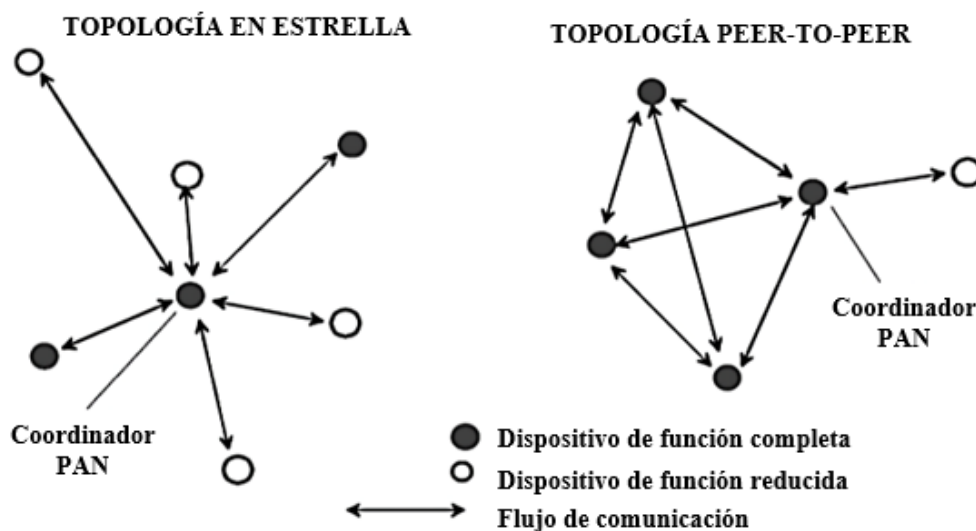 TOPOLOGÍA EN ESTRELLA
TOPOLOGÍA PEER-TO-PEER
Coordinador
PAN
Coordinador
PAN
Dispositivo de función completa
Dispositivo de función reducida
Flujo de comunicación